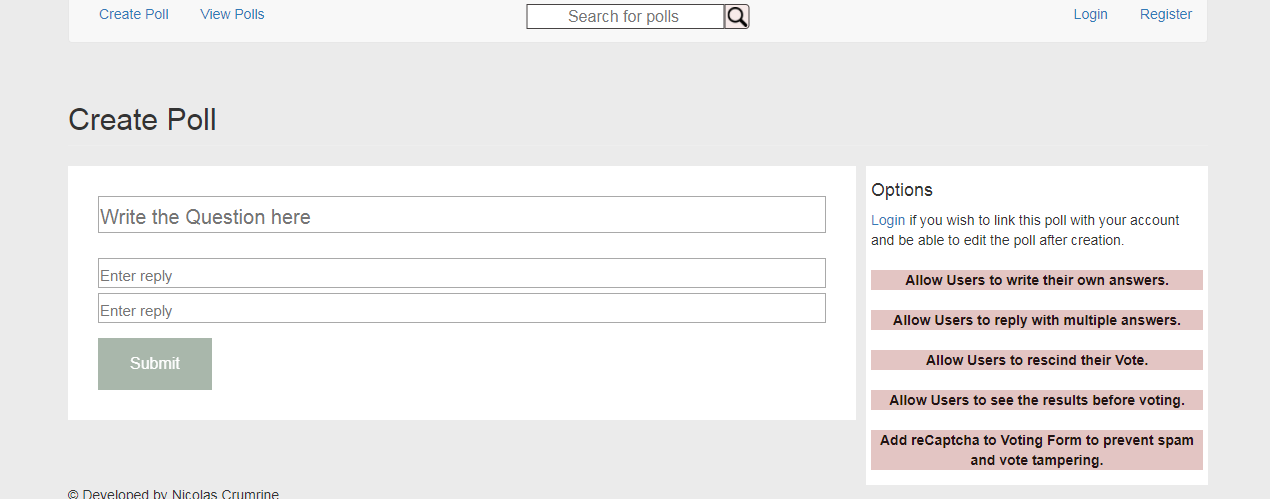 Create Poll View Polls Search for polls Login Register
Create Poll
Write the Question here
Enter reply
Enter reply
Submit
Options
Login if you wish to link this poll with your account
and be able to edit the poll after creation.
Allow Users to write their own answers.
Allow Users to reply with multiple answers.
Allow Users to rescind their Vote.
Allow Users to see the results before voting.
Add reCaptcha to Voting Form to prevent spam
and vote tampering.
© Developed by Nicolas Crumrine